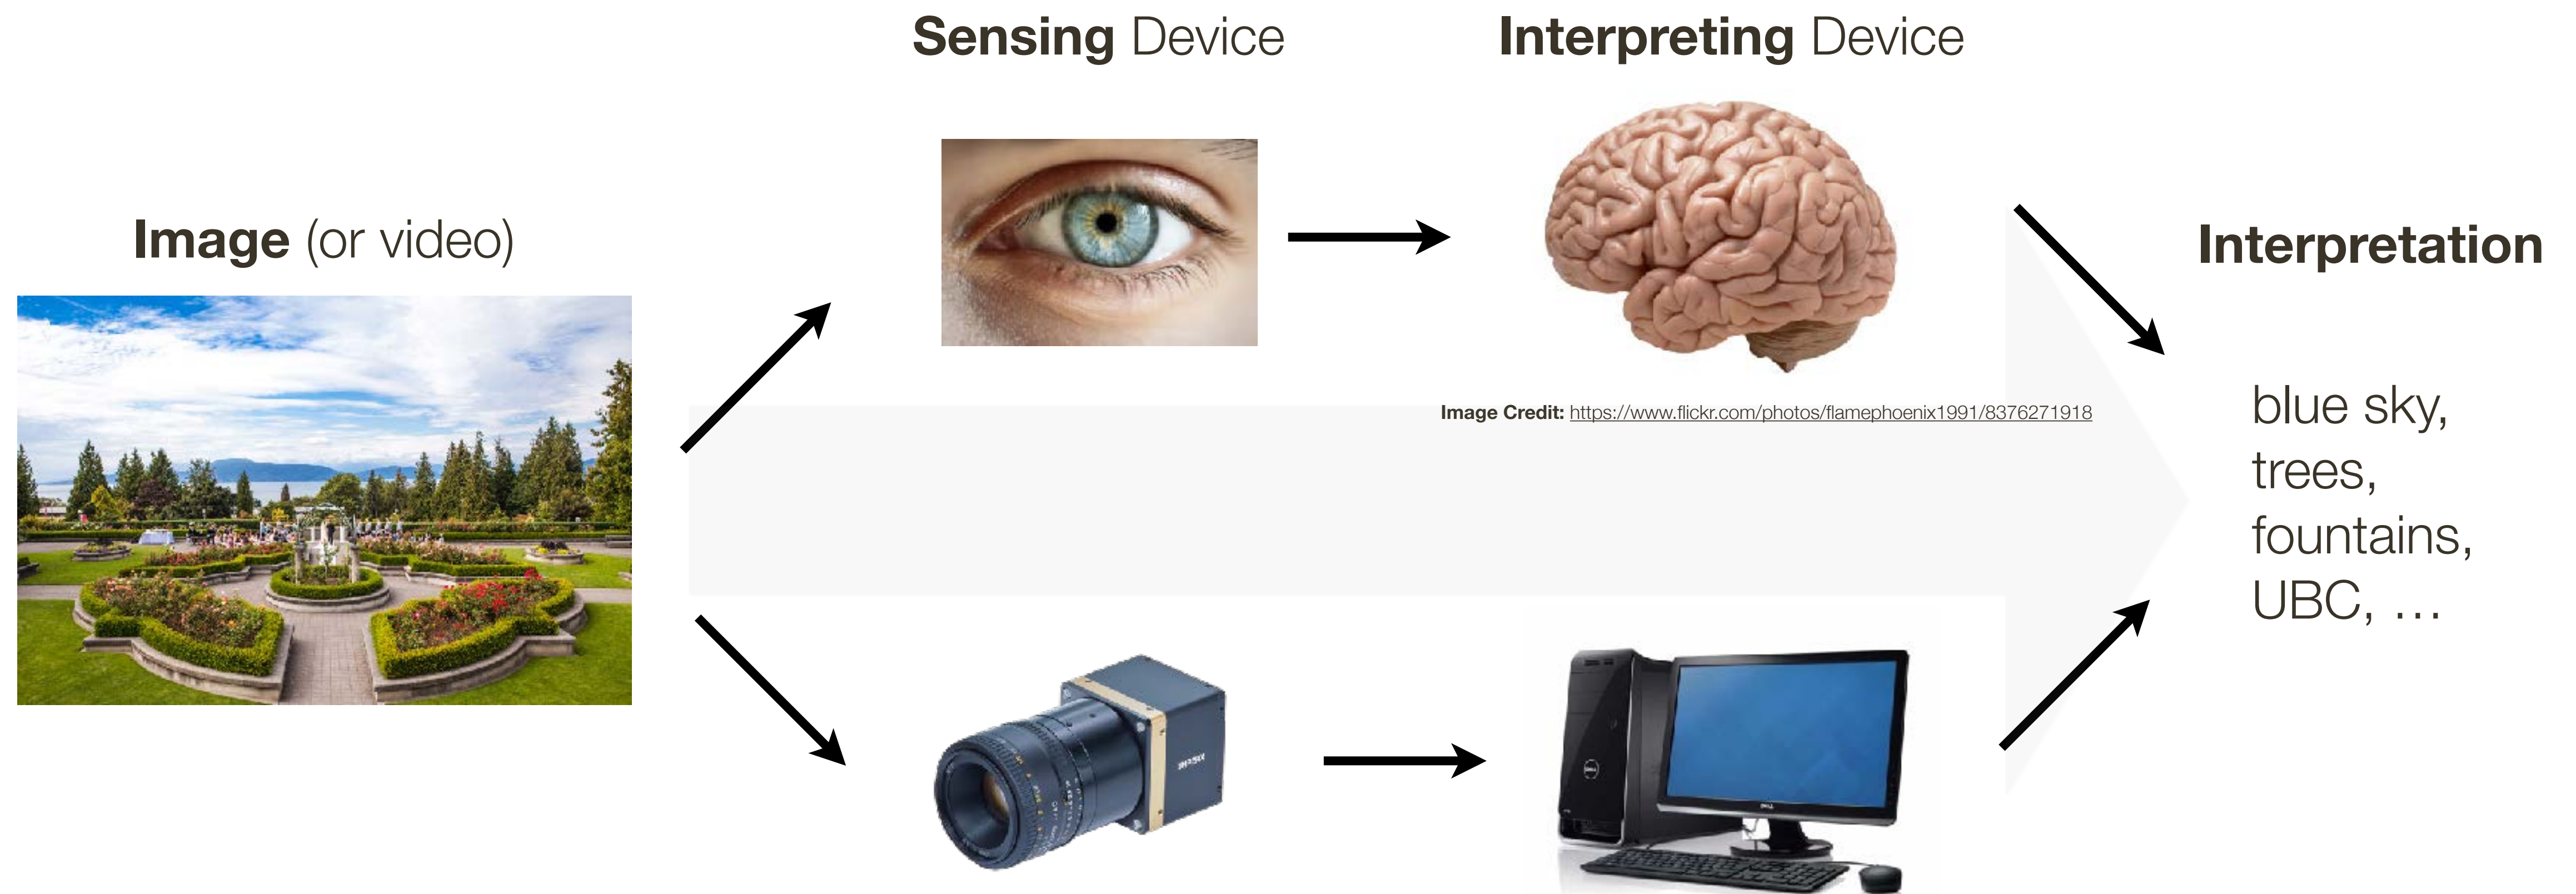 Sensing Device
Interpreting Device
Image (or video)
Interpretation
Image Credit: https://www.flickr.com/photos/flamephoenix1991/8376271918
blue sky,
trees,
fountains,
UBC, …
DELL